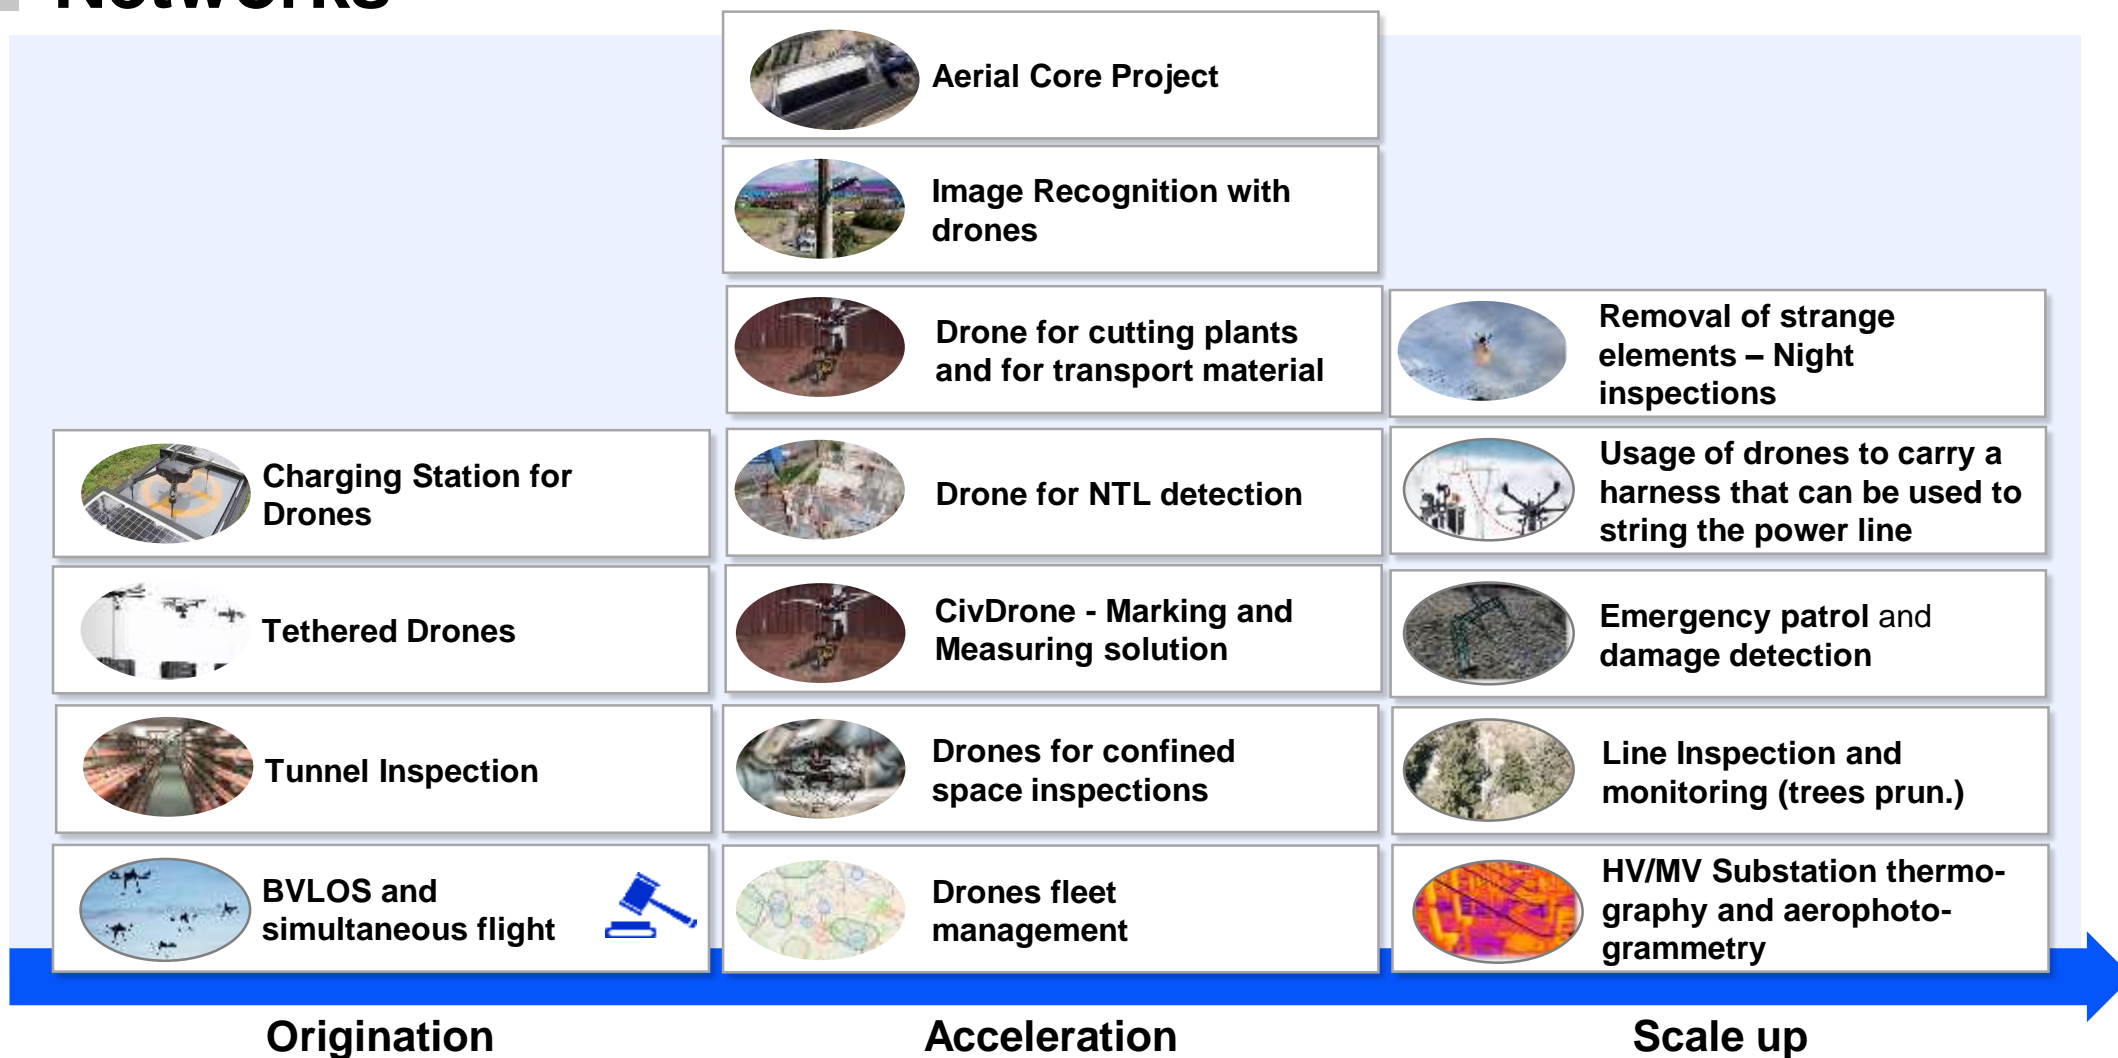 Networks
Aerial Core Project
Image Recognition with
drones
Drone for cutting plants
and for transport material
Removal of strange
elements – Night
inspections
Charging Station for
Drones
Drone for NTL detection
Usage of drones to carry a
harness that can be used to
string the power line
Tethered Drones
CivDrone - Marking and
Measuring solution
Emergency patrol and
damage detection
Tunnel Inspection
Drones for confined
space inspections
Line Inspection and
monitoring (trees prun.)
BVLOS and
simultaneous flight
Drones fleet
management
HV/MV Substation thermo-
graphy and aerophoto-
grammetry
Origination
Acceleration
Scale up